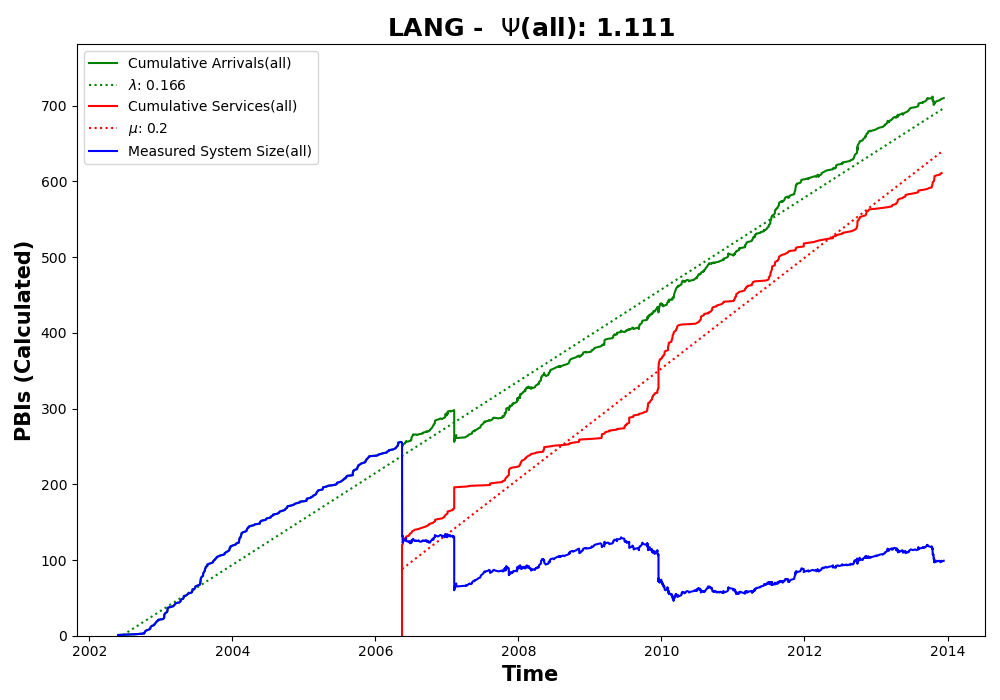 LANG -  Ψ(all): 1.111
Cumulative Arrivals(all)
λ: 0.166
Cumulative Services(all)
μ: 0.2
Measured System Size(all)
PBIs (Calculated)
700
600
500
400
300
200
100
0
2002 2004 2006 2008 2010 2012 2014
Time